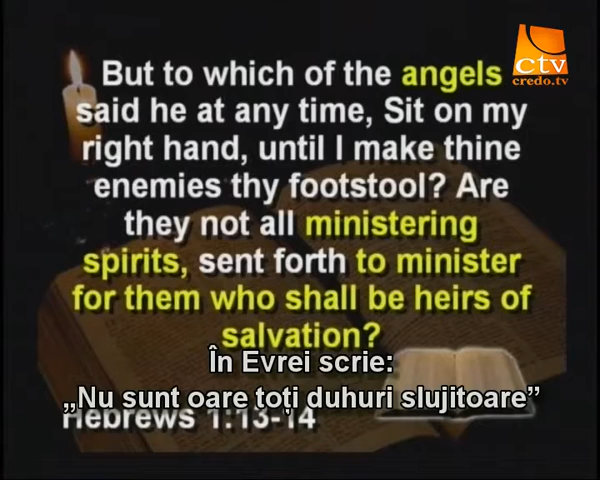 ctv
credo.tv
But to which of the angels
said he at any time, Sit on my
right hand, until I make thine
enemies thy footstool? Are
they not all ministering
spirits, sent forth to minister
for them who shall be heirs of
salvation?
În Evrei scrie:
„Nu sunt oare toți duhuri slujitoare”
Hebrews 1:13-14